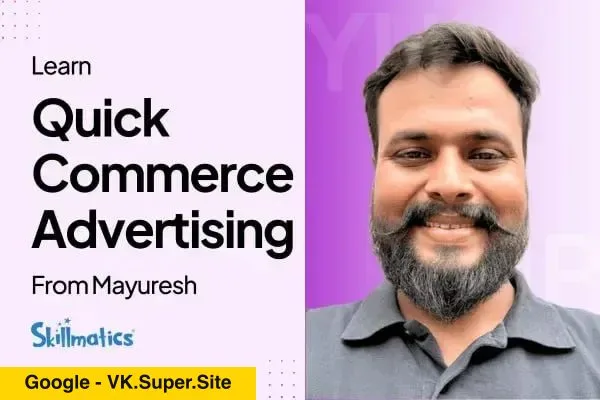 Learn
Quick
Commerce
Advertising
From Mayuresh
Skillmatics
Google - VK.Super.Site